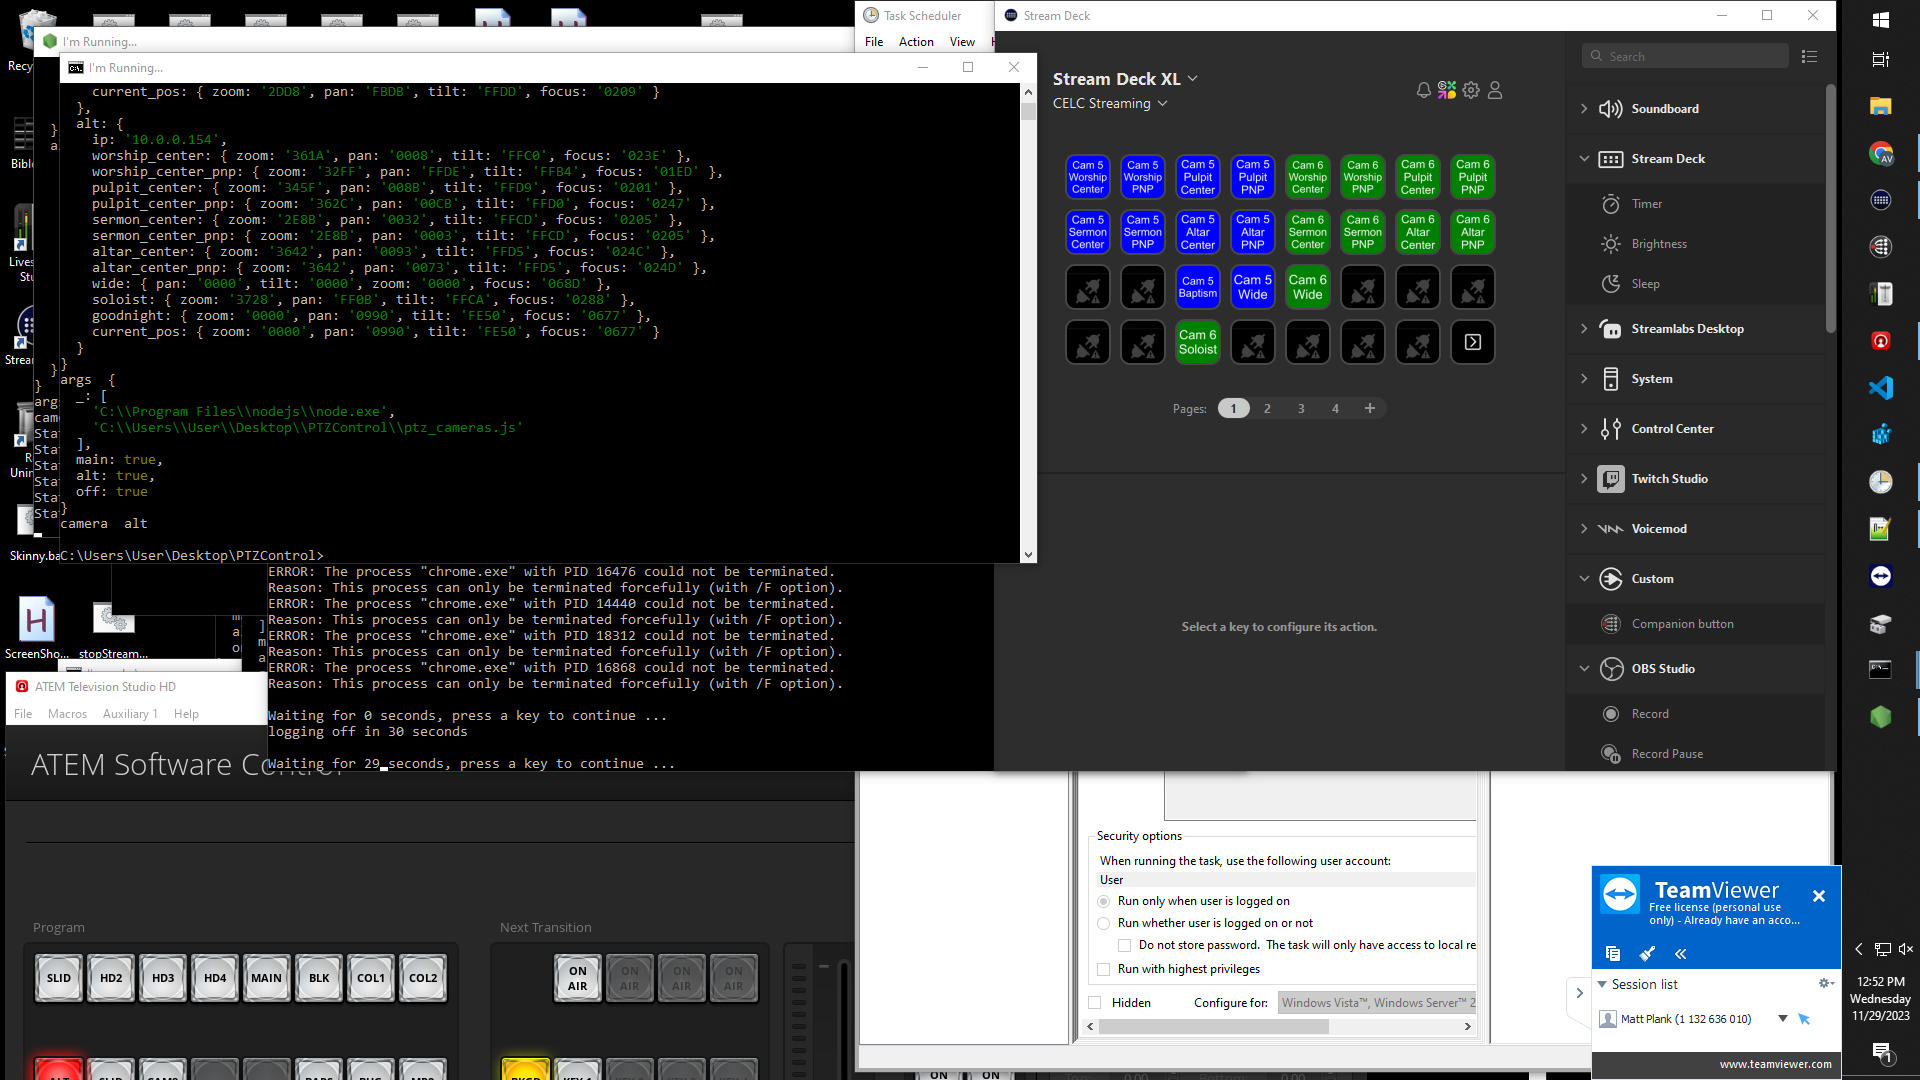 Recy
Bible
Lives
Stu
Strean
R
Unin
Skinny.ba
ScreenSho...
stopStream...
I'm Running...
}
a
}
}
arg
cam
Sta
Sta
Sta
Sta
Sta
Sta
I'm Running...
current_pos: { zoom: '2DD8', pan: 'FBDB', tilt: 'FFDD', focus: '0209' }
},
alt: {
ip: '10.0.0.154',
worship_center: { zoom: '361A', pan: '0008', tilt: 'FFC0', focus: '023E' },
worship_center_pnp: { zoom: '32FF', pan: 'FFDE', tilt: 'FFB4', focus: '01ED' },
pulpit_center: { zoom: '345F', pan: '008B', tilt: 'FFD9', focus: '0201' },
pulpit_center_pnp: { zoom: '362C', pan: '00CB', tilt: 'FFD0', focus: '0247' },
sermon_center: { zoom: '2E8B', pan: '0032', tilt: 'FFCD', focus: '0205' },
sermon_center_pnp: { zoom: '2E8B', pan: '0003', tilt: 'FFCD', focus: '0205' },
altar_center: { zoom: '3642', pan: '0093', tilt: 'FFD5', focus: '024C' },
altar_center_pnp: { zoom: '3642', pan: '0073', tilt: 'FFD5', focus: '024D' },
wide: { pan: '0000', tilt: '0000', zoom: '0000', focus: '068D' },
soloist: { zoom: '3728', pan: 'FF0B', tilt: 'FFCA', focus: '0288' },
goodnight: { zoom: '0000', pan: '0990', tilt: 'FE50', focus: '0677' },
current_pos: { zoom: '0000', pan: '0990', tilt: 'FE50', focus: '0677' }
}
}
args {
_: [
'C:\\Program Files\\nodejs\\node.exe',
'C:\\Users\\User\\Desktop\\PTZControl\\ptz_cameras.js'
],
main: true,
alt: true,
off: true
}
camera alt
C:\Users\User\Desktop\PTZControl>
ERROR: The process "chrome.exe" with PID 16476 could not be terminated.
Reason: This process can only be terminated forcefully (with /F option).
ERROR: The process "chrome.exe" with PID 14440 could not be terminated.
Reason: This process can only be terminated forcefully (with /F option).
ERROR: The process "chrome.exe" with PID 18312 could not be terminated.
Reason: This process can only be terminated forcefully (with /F option).
ERROR: The process "chrome.exe" with PID 16868 could not be terminated.
Reason: This process can only be terminated forcefully (with /F option).
Waiting for 0 seconds, press a key to continue ...
logging off in 30 seconds
Waiting for 29 seconds, press a key to continue ...
ATEM Television Studio HD
File Macros Auxiliary 1 Help
ATEM Software Control
Program
SLID HD2 HD3 HD4 MAIN BLK COL1 COL2
Next Transition
ON AIR ON AIR ON AIR ON AIR
Task Scheduler
File Action View
Stream Deck
Stream Deck XL
CELC Streaming
Cam 5 Worship Center
Cam 5 Worship PNP
Cam 5 Pulpit Center
Cam 5 Pulpit PNP
Cam 6 Worship Center
Cam 6 Worship PNP
Cam 6 Pulpit Center
Cam 6 Pulpit PNP
Cam 5 Sermon Center
Cam 5 Sermon PNP
Cam 5 Altar Center
Cam 5 Altar PNP
Cam 6 Sermon Center
Cam 6 Sermon PNP
Cam 6 Altar Center
Cam 6 Altar PNP
Cam 5 Baptism
Cam 5 Wide
Cam 6 Wide
Cam 6 Soloist
Pages: 1 2 3 4 +
Select a key to configure its action.
Search
Soundboard
Stream Deck
Timer
Brightness
Sleep
Streamlabs Desktop
System
Control Center
Twitch Studio
Voicemod
Custom
Companion button
OBS Studio
Record
Record Pause
Security options
When running the task, use the following user account:
User
Run only when user is logged on
Run whether user is logged on or not
Do not store password. The task will only have access to local re
Run with highest privileges
Hidden
Configure for: Windows Vista™, Windows Server™ 2
ON ON
TeamViewer
Free license (personal use
only) - Already have an acco...
Session list
Matt Plank (1 132 636 010)
www.teamviewer.com
12:52 PM
Wednesday
11/29/2023
1